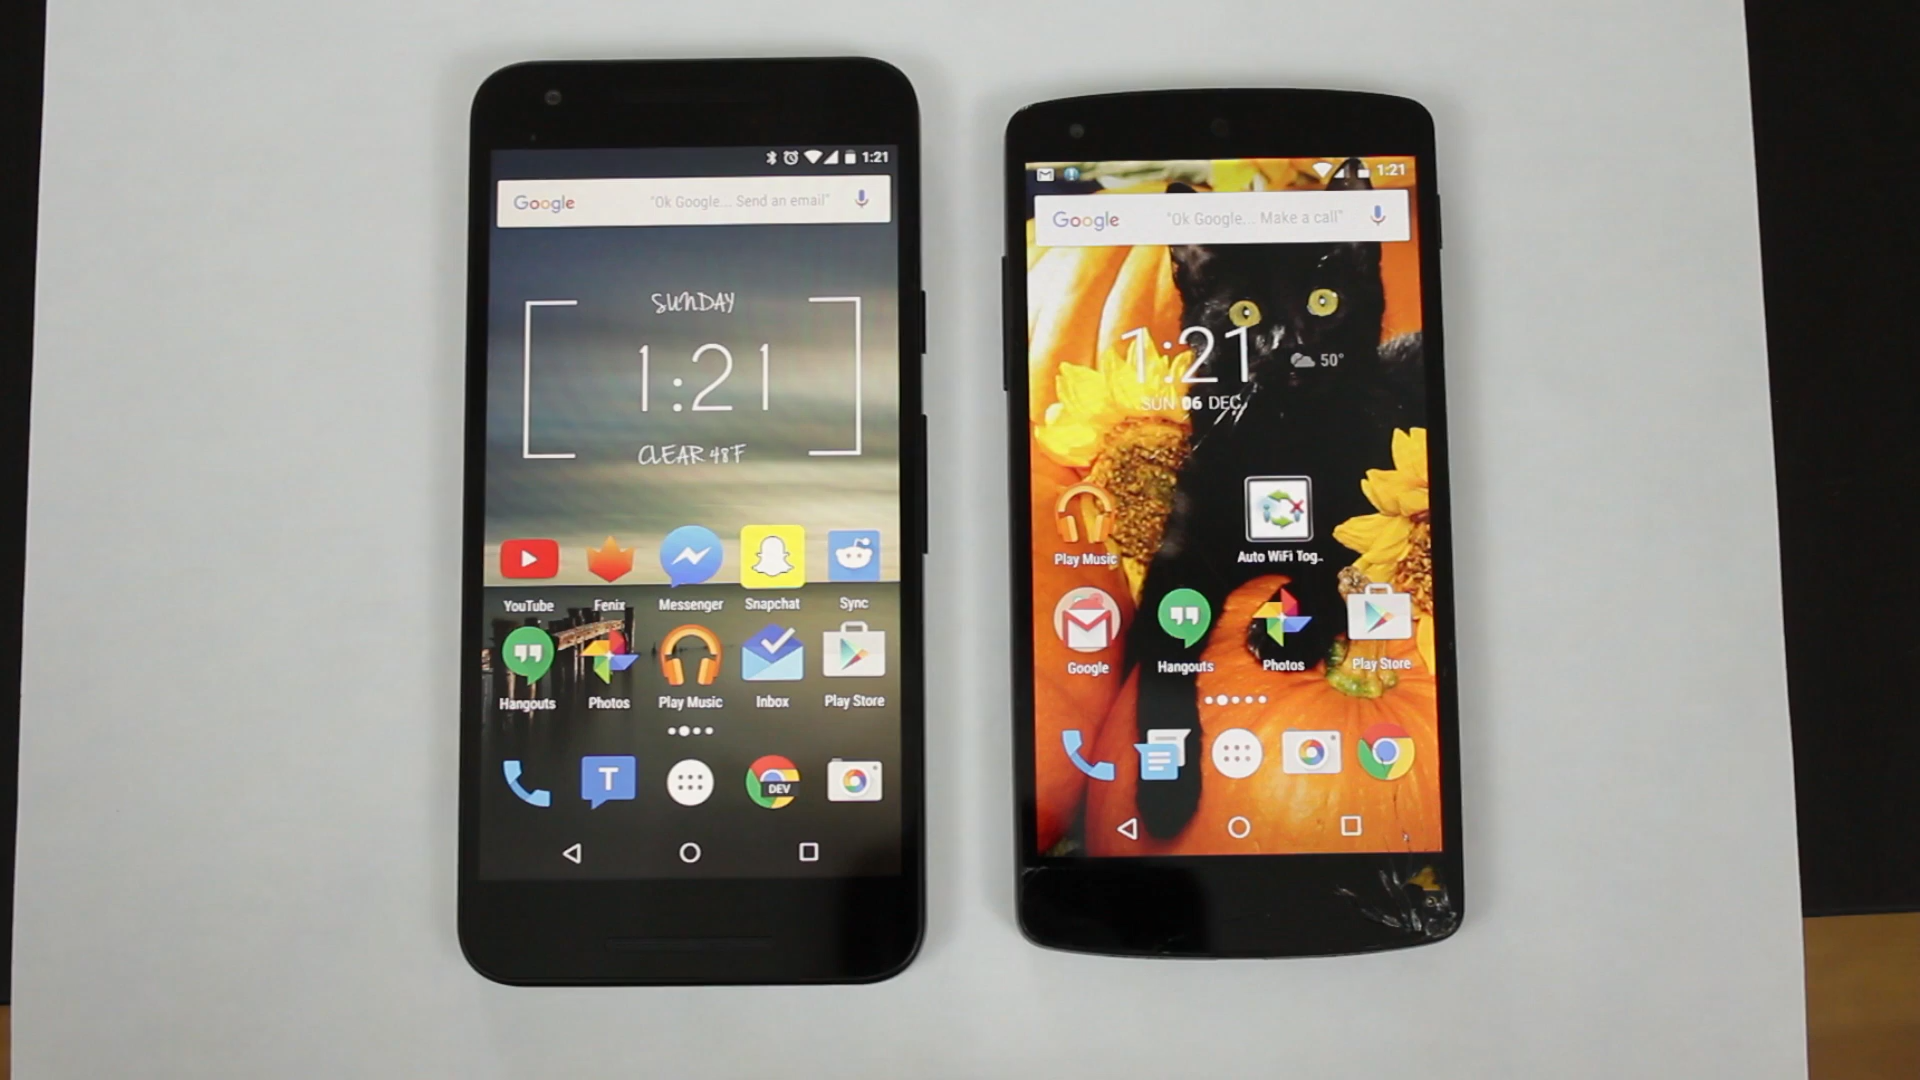 1:21
Google "Ok Google... Send an email"
SUNDAY
1:21
CLEAR 48°F
YouTube Fenix Messenger Snapchat Sync
Hangouts Photos Play Music Inbox Play Store
T DEV
1:21
Google "Ok Google... Make a call"
1:21 50°
SUN 06 DEC
Play Music Auto WiFi Tog..
Google Hangouts Photos Play Store